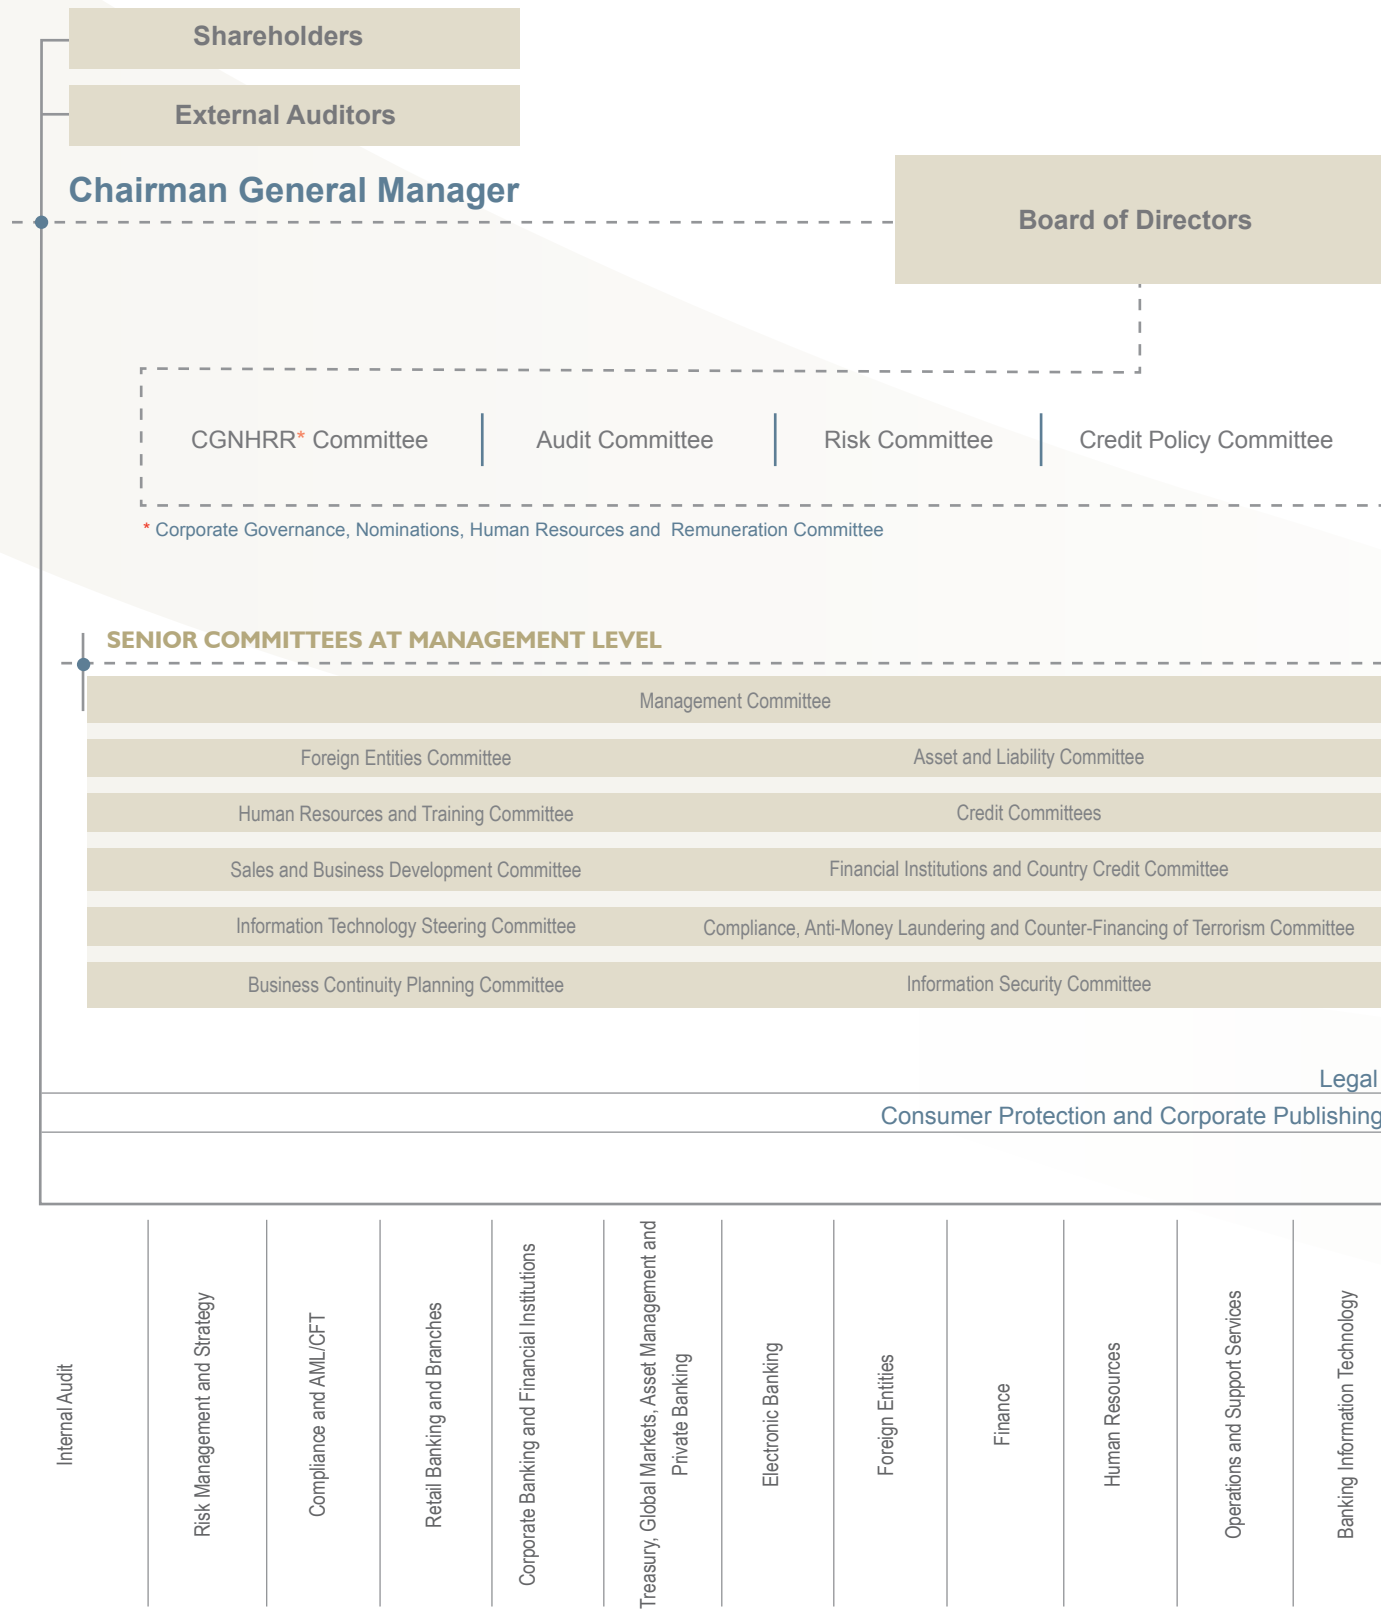 Shareholders
External Auditors
Chairman General Manager
Board of Directors
CGNHRR* Committee
Audit Committee
Risk Committee
Credit Policy Committee
* Corporate Governance, Nominations, Human Resources and Remuneration Committee
SENIOR COMMITTEES AT MANAGEMENT LEVEL
Management Committee
Foreign Entities Committee
Asset and Liability Committee
Human Resources and Training Committee
Credit Committees
Sales and Business Development Committee
Financial Institutions and Country Credit Committee
Information Technology Steering Committee
Compliance, Anti-Money Laundering and Counter-Financing of Terrorism Committee
Business Continuity Planning Committee
Information Security Committee
Legal
Consumer Protection and Corporate Publishing
Internal Audit
Risk Management and Strategy
Compliance and AML/CFT
Retail Banking and Branches
Corporate Banking and Financial Institutions
Treasury, Global Markets, Asset Management and
Private Banking
Electronic Banking
Foreign Entities
Finance
Human Resources
Operations and Support Services
Banking Information Technology